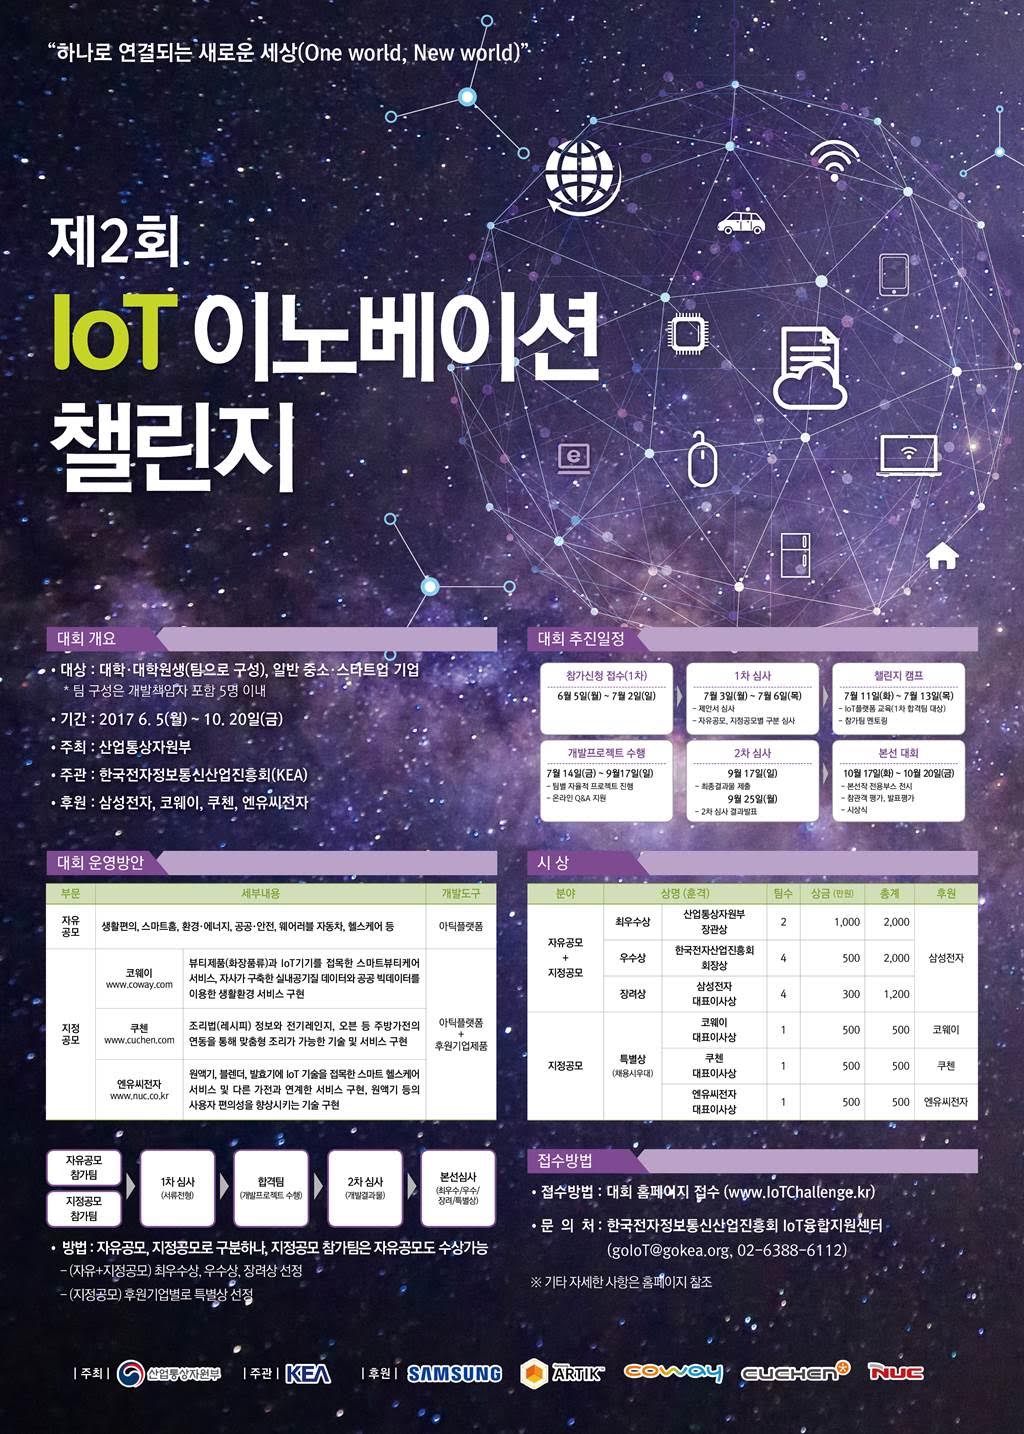 “하나로 연결되는 새로운 세상(One world, New world)”
제2회
IoT 이노베이션
챌린지
대회 개요
• 대상 : 대학·대학원생(팀으로 구성), 일반 중소·스타트업 기업
* 팀 구성은 개발책임자 포함 5명 이내
• 기간 : 2017 6. 5(월) ~ 10. 20일(금)
• 주최 : 산업통상자원부
• 주관 : 한국전자정보통신산업진흥회(KEA)
• 후원 : 삼성전자, 코웨이, 쿠첸, 엔유씨전자
대회 추진일정
참가신청 접수(1차)
6월 5일(월) ~ 7월 2일(일)
1차 심사
7월 3일(월) ~ 7월 6일(목)
- 제안서 심사
- 자유공모, 지정공모별 구분 심사
챌린지 캠프
7월 11일(화) ~ 7월 13일(목)
- IoT플랫폼 교육(1차 합격팀 대상)
- 참가팀 멘토링
개발프로젝트 수행
7월 14일(금) ~ 9월17일(일)
- 팀별 자율적 프로젝트 진행
- 온라인 Q&A 지원
2차 심사
9월 17일(일)
- 최종결과물 제출
9월 25일(월)
- 2차 심사 결과발표
본선 대회
10월 17일(화) ~ 10월 20일(금)
- 본선작 전용부스 전시
- 참관객 평가, 발표평가
- 시상식
대회 운영방안
부문 세부내용 개발도구
자유
공모
생활편의, 스마트홈, 환경·에너지, 공공·안전, 웨어러블 자동차, 헬스케어 등
아틱플랫폼
지정
공모
코웨이
www.coway.com
뷰티제품(화장품류)과 IoT기기를 접목한 스마트뷰티케어
서비스, 자사가 구축한 실내공기질 데이터와 공공 빅데이터를
이용한 생활환경 서비스 구현
쿠첸
www.cuchen.com
조리법(레시피) 정보와 전기레인지, 오븐 등 주방가전의
연동을 통해 맞춤형 조리가 가능한 기술 및 서비스 구현
엔유씨전자
www.nuc.co.kr
원액기, 블렌더, 발효기에 IoT 기술을 접목한 스마트 헬스케어
서비스 및 다른 가전과 연계한 서비스 구현, 원액기 등의
사용자 편의성을 향상시키는 기술 구현
아틱플랫폼
+
후원기업제품
시 상
분야 상명 (훈격) 팀수 상금 (만원) 총계 후원
자유공모
+
지정공모
최우수상
산업통상자원부
장관상
2 1,000 2,000
우수상
한국전자산업진흥회
회장상
4 500 2,000
장려상
삼성전자
대표이사상
4 300 1,200
삼성전자
지정공모
특별상
(채용시우대)
코웨이
대표이사상
1 500 500 코웨이
쿠첸
대표이사상
1 500 500 쿠첸
엔유씨전자
대표이사상
1 500 500 엔유씨전자
자유공모
참가팀
지정공모
참가팀
1차 심사
(서류전형)
합격팀
(개발프로젝트 수행)
2차 심사
(개발결과물)
본선심사
(최우수/우수/
장려/특별상)
• 방법 : 자유공모, 지정공모로 구분하나, 지정공모 참가팀은 자유공모도 수상가능
- (자유+지정공모) 최우수상, 우수상, 장려상 선정
- (지정공모) 후원기업별로 특별상 선정
접수방법
• 접수방법 : 대회 홈페이지 접수 (www.IoTChallenge.kr)
• 문 의 처 : 한국전자정보통신산업진흥회 IoT융합지원센터
(goIoT@gokea.org, 02-6388-6112)
※ 기타 자세한 사항은 홈페이지 참조
| 주최 | 산업통상자원부 | 주관 | KEA | 후원 | SAMSUNG ARTIK coway CUCHEN NUC